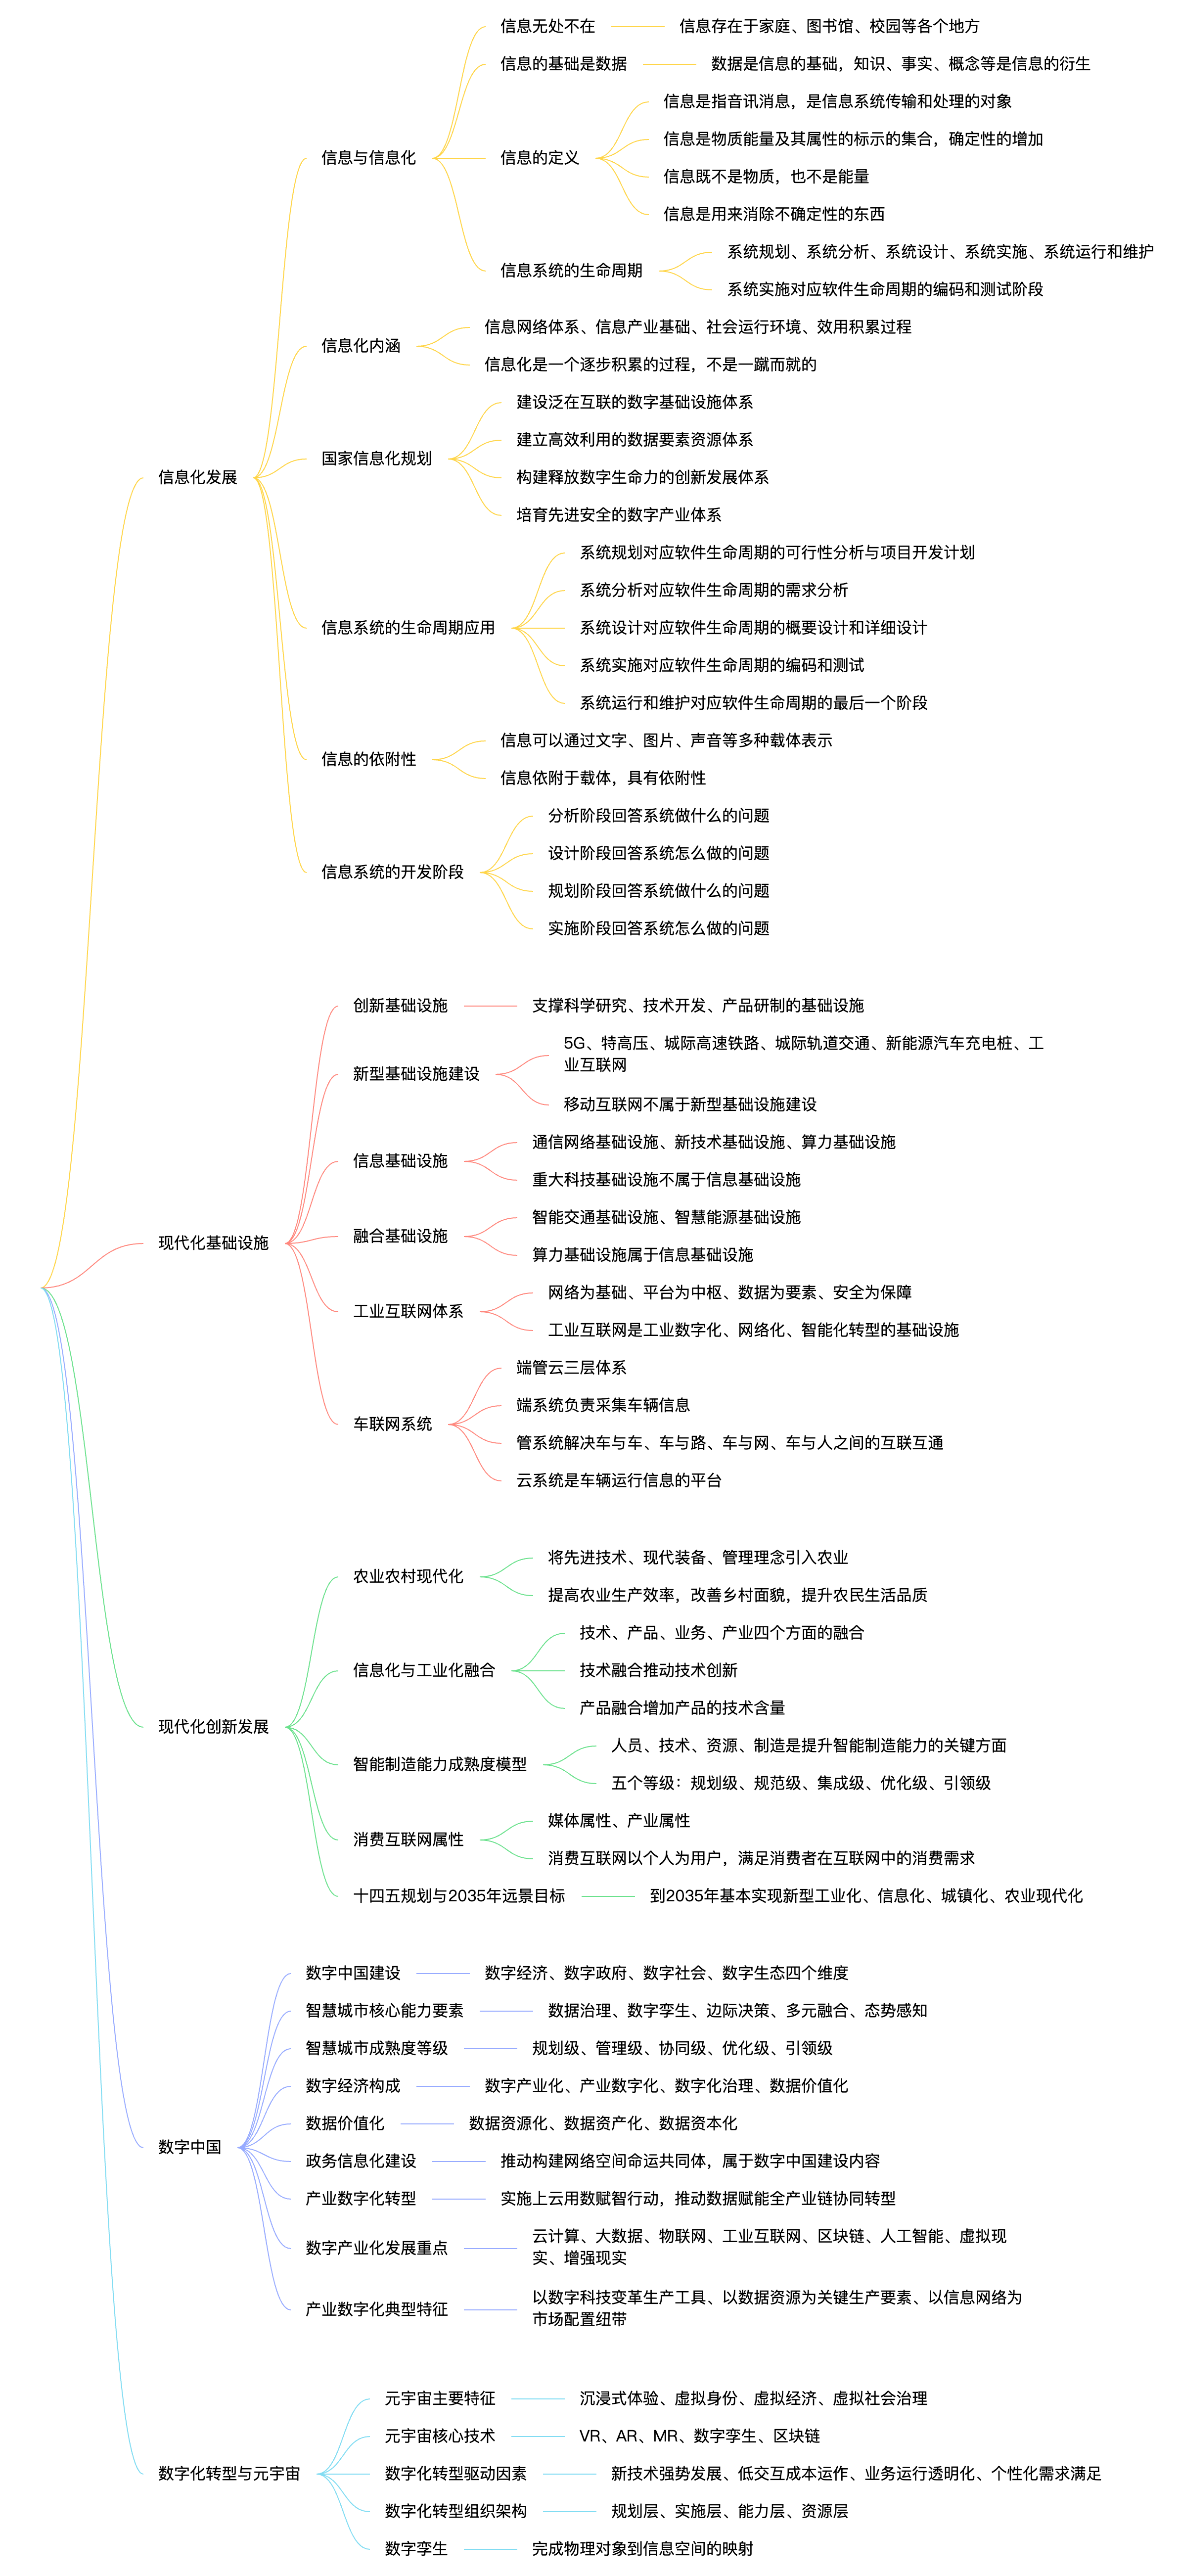 信息化发展
信息与信息化
信息无处不在
信息存在于家庭、图书馆、校园等各个地方
信息的基础是数据
数据是信息的基础，知识、事实、概念等是信息的衍生
信息的定义
信息是指音讯消息，是信息系统传输和处理的对象
信息是物质能量及其属性的标示的集合，确定性的增加
信息既不是物质，也不是能量
信息是用来消除不确定性的东西
信息系统的生命周期
系统规划、系统分析、系统设计、系统实施、系统运行和维护
系统实施对应软件生命周期的编码和测试阶段
信息化内涵
信息网络体系、信息产业基础、社会运行环境、效用积累过程
信息化是一个逐步积累的过程，不是一蹴而就的
国家信息化规划
建设泛在互联的数字基础设施体系
建立高效利用的数据要素资源体系
构建释放数字生命力的创新发展体系
培育先进安全的数字产业体系
信息系统的生命周期应用
系统规划对应软件生命周期的可行性分析与项目开发计划
系统分析对应软件生命周期的需求分析
系统设计对应软件生命周期的概要设计和详细设计
系统实施对应软件生命周期的编码和测试
系统运行和维护对应软件生命周期的最后一个阶段
信息的依附性
信息可以通过文字、图片、声音等多种载体表示
信息依附于载体，具有依附性
信息系统的开发阶段
分析阶段回答系统做什么的问题
设计阶段回答系统怎么做的问题
规划阶段回答系统做什么的问题
实施阶段回答系统怎么做的问题
现代化基础设施
创新基础设施
支撑科学研究、技术开发、产品研制的基础设施
新型基础设施建设
5G、特高压、城际高速铁路、城际轨道交通、新能源汽车充电桩、工
业互联网
移动互联网不属于新型基础设施建设
信息基础设施
通信网络基础设施、新技术基础设施、算力基础设施
重大科技基础设施不属于信息基础设施
融合基础设施
智能交通基础设施、智慧能源基础设施
算力基础设施属于信息基础设施
工业互联网体系
网络为基础、平台为中枢、数据为要素、安全为保障
工业互联网是工业数字化、网络化、智能化转型的基础设施
车联网系统
端管云三层体系
端系统负责采集车辆信息
管系统解决车与车、车与路、车与网、车与人之间的互联互通
云系统是车辆运行信息的平台
现代化创新发展
农业农村现代化
将先进技术、现代装备、管理理念引入农业
提高农业生产效率，改善乡村面貌，提升农民生活品质
信息化与工业化融合
技术、产品、业务、产业四个方面的融合
技术融合推动技术创新
产品融合增加产品的技术含量
智能制造能力成熟度模型
人员、技术、资源、制造是提升智能制造能力的关键方面
五个等级：规划级、规范级、集成级、优化级、引领级
消费互联网属性
媒体属性、产业属性
消费互联网以个人为用户，满足消费者在互联网中的消费需求
十四五规划与2035年远景目标
到2035年基本实现新型工业化、信息化、城镇化、农业现代化
数字中国
数字中国建设
数字经济、数字政府、数字社会、数字生态四个维度
智慧城市核心能力要素
数据治理、数字孪生、边际决策、多元融合、态势感知
智慧城市成熟度等级
规划级、管理级、协同级、优化级、引领级
数字经济构成
数字产业化、产业数字化、数字化治理、数据价值化
数据价值化
数据资源化、数据资产化、数据资本化
政务信息化建设
推动构建网络空间命运共同体，属于数字中国建设内容
产业数字化转型
实施上云用数赋智行动，推动数据赋能全产业链协同转型
数字产业化发展重点
云计算、大数据、物联网、工业互联网、区块链、人工智能、虚拟现
实、增强现实
产业数字化典型特征
以数字科技变革生产工具、以数据资源为关键生产要素、以信息网络为
市场配置纽带
数字化转型与元宇宙
元宇宙主要特征
沉浸式体验、虚拟身份、虚拟经济、虚拟社会治理
元宇宙核心技术
VR、AR、MR、数字孪生、区块链
数字化转型驱动因素
新技术强势发展、低交互成本运作、业务运行透明化、个性化需求满足
数字化转型组织架构
规划层、实施层、能力层、资源层
数字孪生
完成物理对象到信息空间的映射